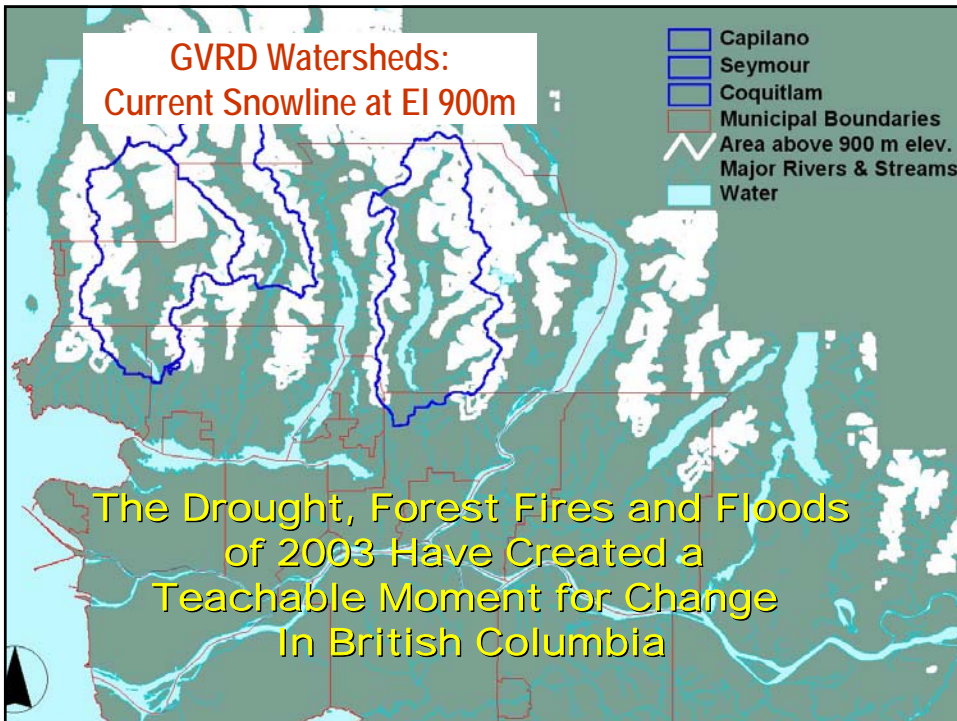 GVRD Watersheds:
Current Snowline at El 900m
Capilano
Seymour
Coquitlam
Municipal Boundaries
Area above 900 m elev.
Major Rivers & Streams
Water
The Drought, Forest Fires and Floods
of 2003 Have Created a
Teachable Moment for Change
In British Columbia